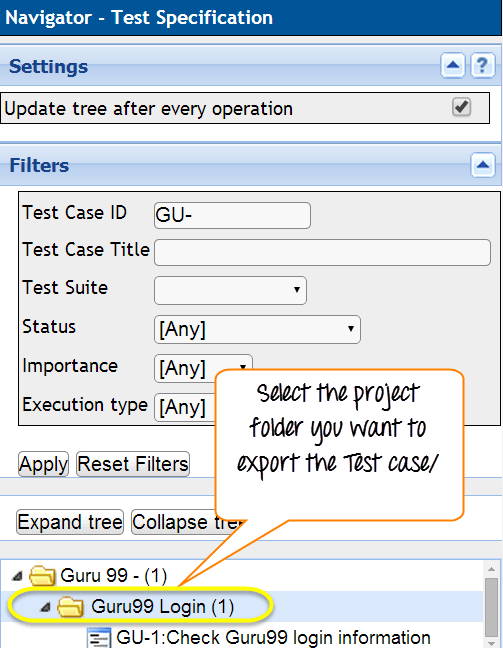 Navigator - Test Specification
Settings
?
Update tree after every operation
Filters
Test Case ID GU-
Test Case Title
Test Suite
Status [Any]
Importance [Any]
Execution type [Any]
Select the project
folder you want to
export the Test case/
Apply Reset Filters
Expand tree Collapse tree
Guru 99 - (1)
Guru99 Login (1)
GU-1:Check Guru99 login information